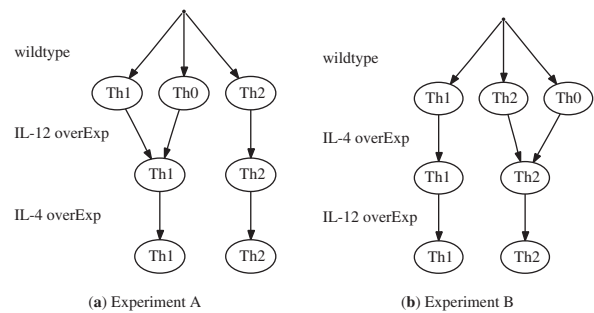 wildtype
Th1 Th0 Th2
IL-12 overExp
Th1 Th2
IL-4 overExp
Th1 Th2
(a) Experiment A
wildtype
Th1 Th2 Th0
IL-4 overExp
Th1 Th2
IL-12 overExp
Th1 Th2
(b) Experiment B